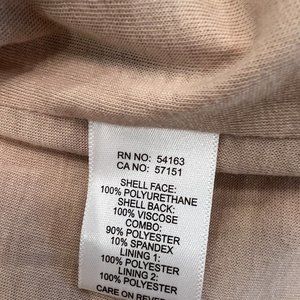 RN NO: 54163
CA NO: 57151
SHELL FACE:
100% POLYURETHANE
SHELL BACK:
100% VISCOSE
COMBO:
90% POLYESTER
10% SPANDEX
LINING 1:
100% POLYESTER
LINING 2:
100% POLYESTER
CARE ON REVER